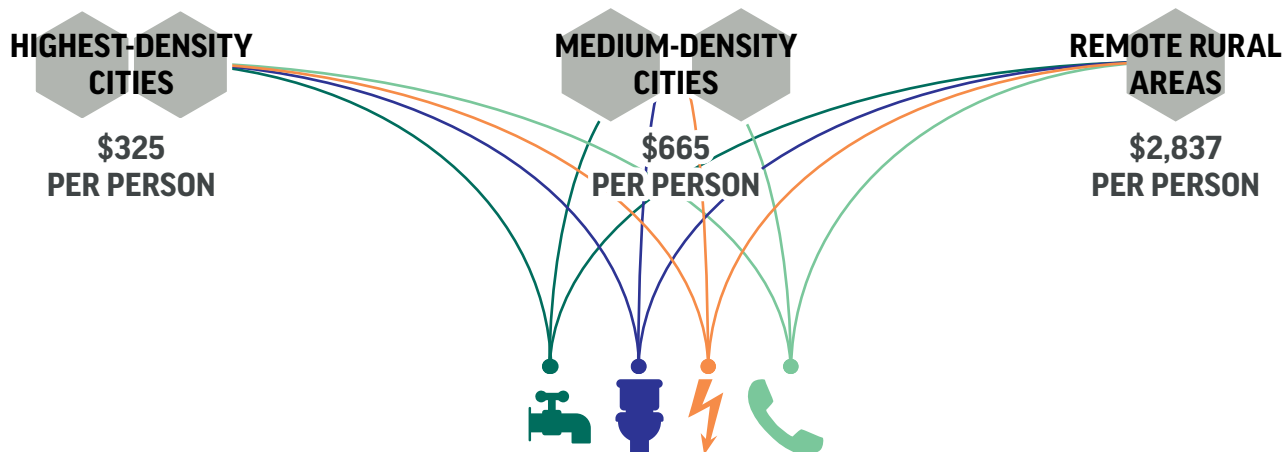 HIGHEST-DENSITY
CITIES
$325
PER PERSON
MEDIUM-DENSITY
CITIES
$665
PER PERSON
REMOTE RURAL
AREAS
$2,837
PER PERSON